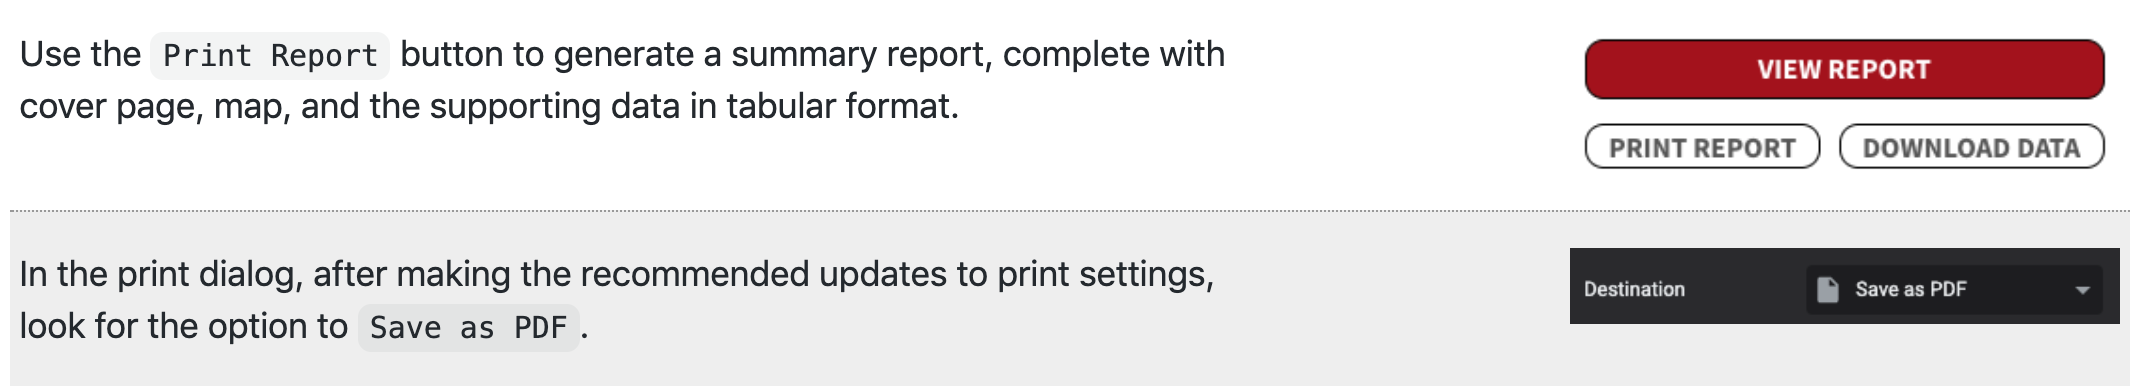 Use the Print Report button to generate a summary report, complete with
cover page, map, and the supporting data in tabular format.
VIEW REPORT
PRINT REPORT DOWNLOAD DATA
In the print dialog, after making the recommended updates to print settings,
look for the option to Save as PDF.
Destination Save as PDF